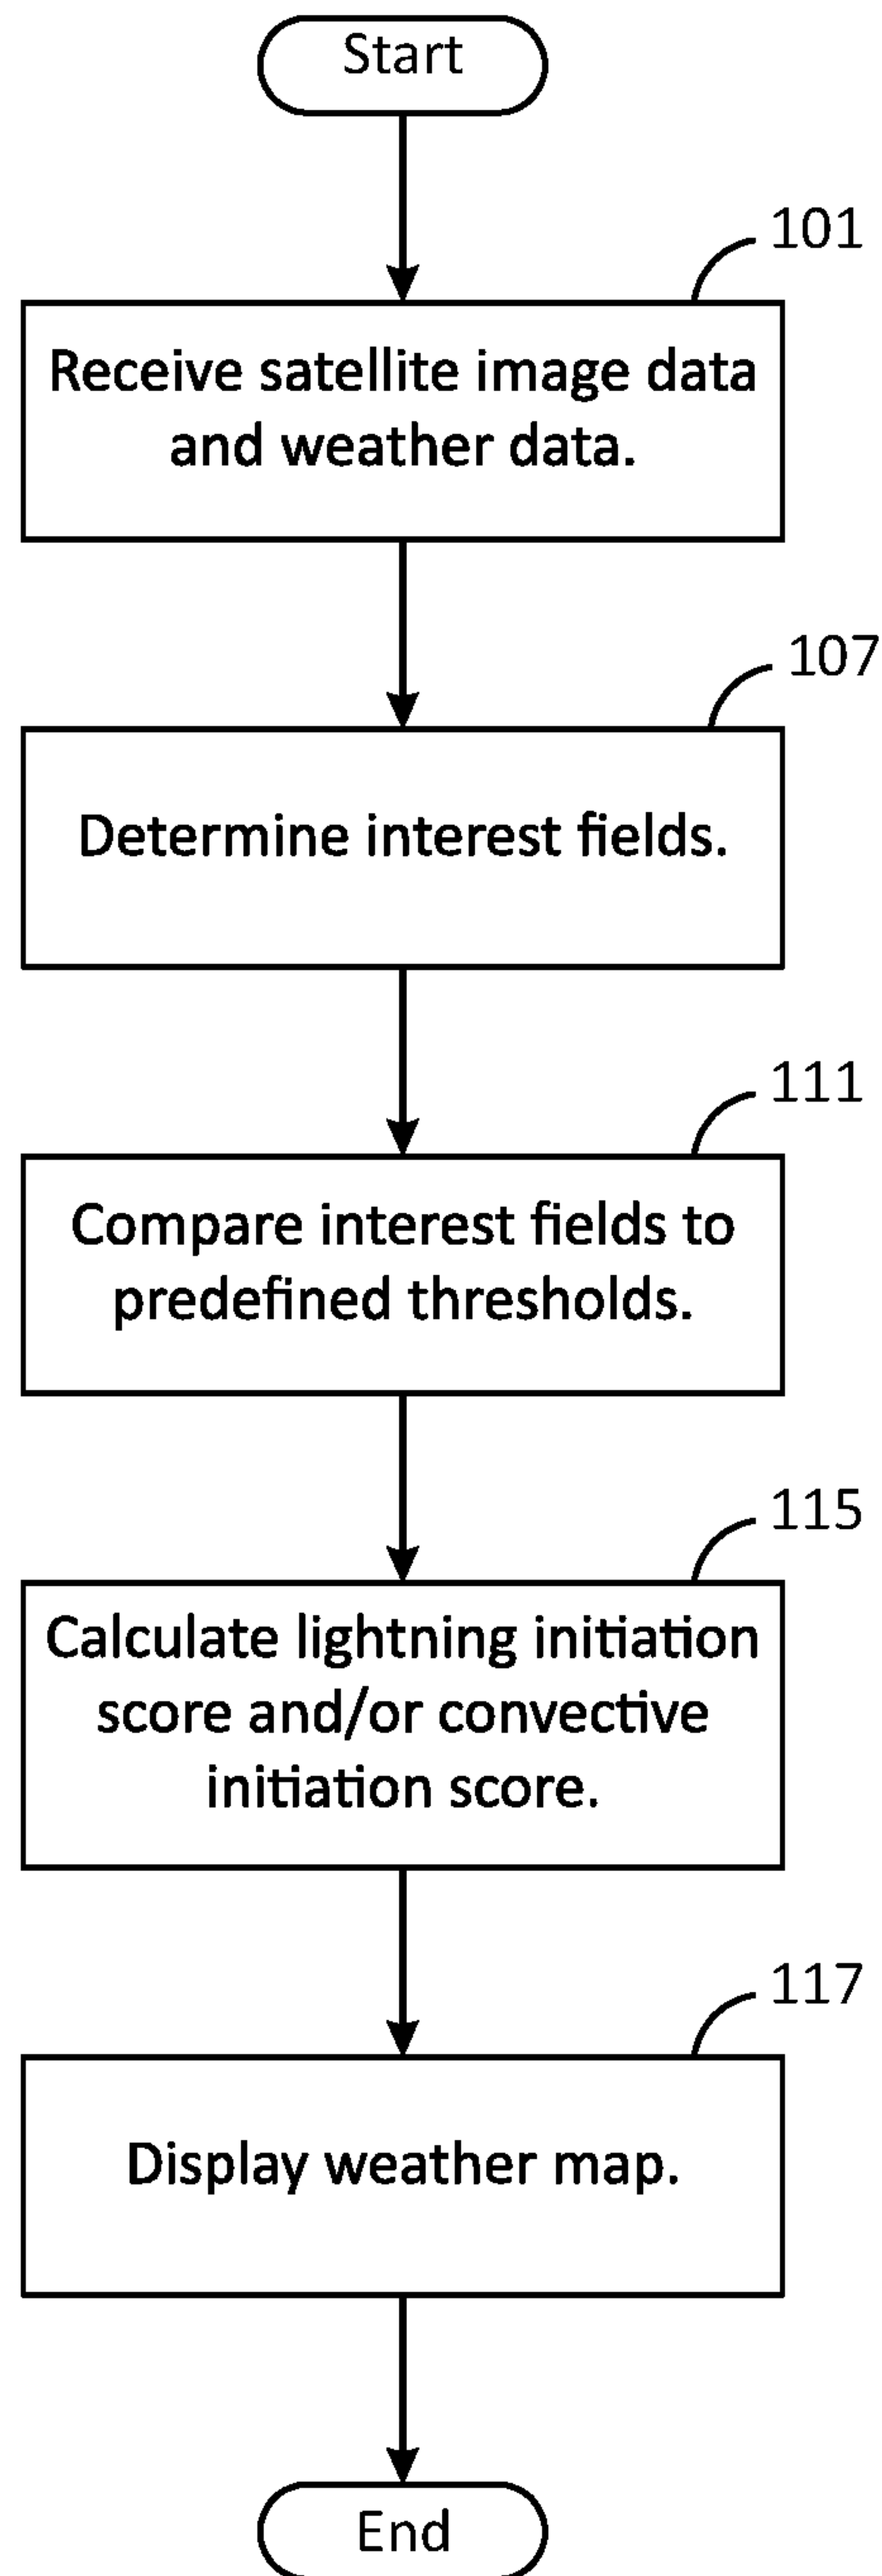 Start
101
Receive satellite image data
and weather data.
107
Determine interest fields.
111
Compare interest fields to
predefined thresholds.
115
Calculate lightning initiation
score and/or convective
initiation score.
117
Display weather map.
End